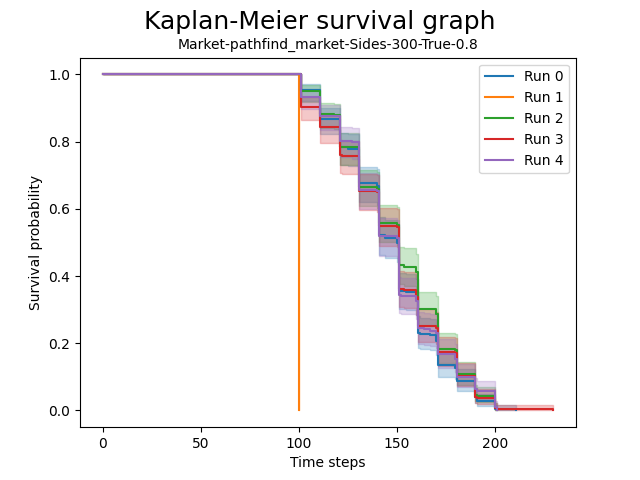 Kaplan-Meier survival graph
Market-pathfind_market-Sides-300-True-0.8
Run 0
Run 1
Run 2
Run 3
Run 4
Survival probability
1.0
0.8
0.6
0.4
0.2
0.0
0 50 100 150 200
Time steps